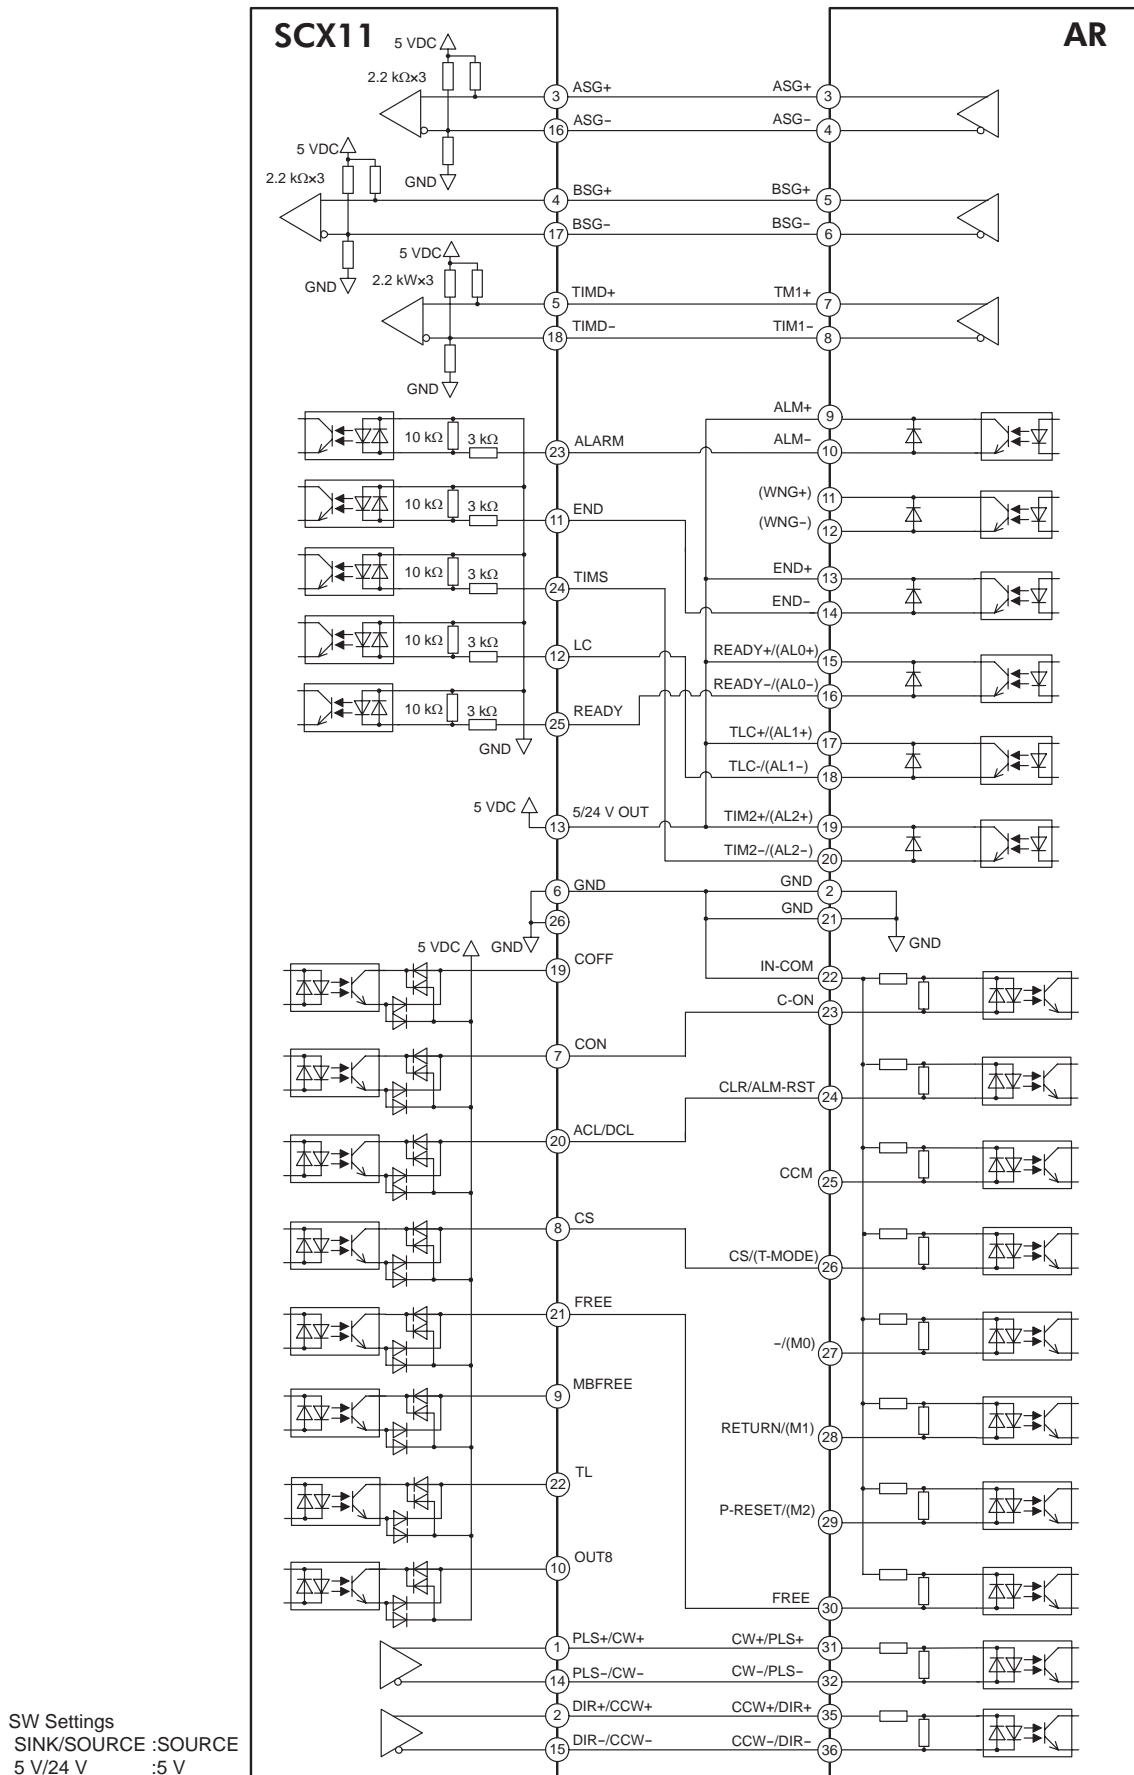 SCX11
AR
5 VDC
2.2 kΩ×3
3 ASG+ ASG+ 3
16 ASG− ASG− 4
5 VDC
GND
2.2 kΩ×3
4 BSG+ BSG+ 5
17 BSG− BSG− 6
5 VDC
GND
2.2 kW×3
5 TIMD+ TM1+ 7
18 TIMD− TIM1− 8
GND
ALM+ 9
10 kΩ 3 kΩ 23 ALARM ALM− 10
(WNG+) 11
10 kΩ 3 kΩ 11 END (WNG−) 12
END+ 13
10 kΩ 3 kΩ 24 TIMS END− 14
10 kΩ 3 kΩ 12 LC READY+/(AL0+) 15
READY−/(AL0−) 16
10 kΩ 3 kΩ 25 READY
GND
TLC+/(AL1+) 17
TLC-/(AL1−) 18
5 VDC 13 5/24 V OUT TIM2+/(AL2+) 19
TIM2−/(AL2−) 20
6 GND GND 2
26 GND 21
GND
GND
5 VDC
19 COFF IN-COM 22
C-ON 23
7 CON
CLR/ALM-RST 24
20 ACL/DCL
CCM 25
8 CS
CS/(T-MODE) 26
21 FREE
−/(M0) 27
9 MBFREE
RETURN/(M1) 28
22 TL
P-RESET/(M2) 29
10 OUT8
FREE 30
1 PLS+/CW+ CW+/PLS+ 31
14 PLS−/CW− CW−/PLS− 32
2 DIR+/CCW+ CCW+/DIR+ 35
15 DIR−/CCW− CCW−/DIR− 36
SW Settings
SINK/SOURCE :SOURCE
5 V/24 V :5 V